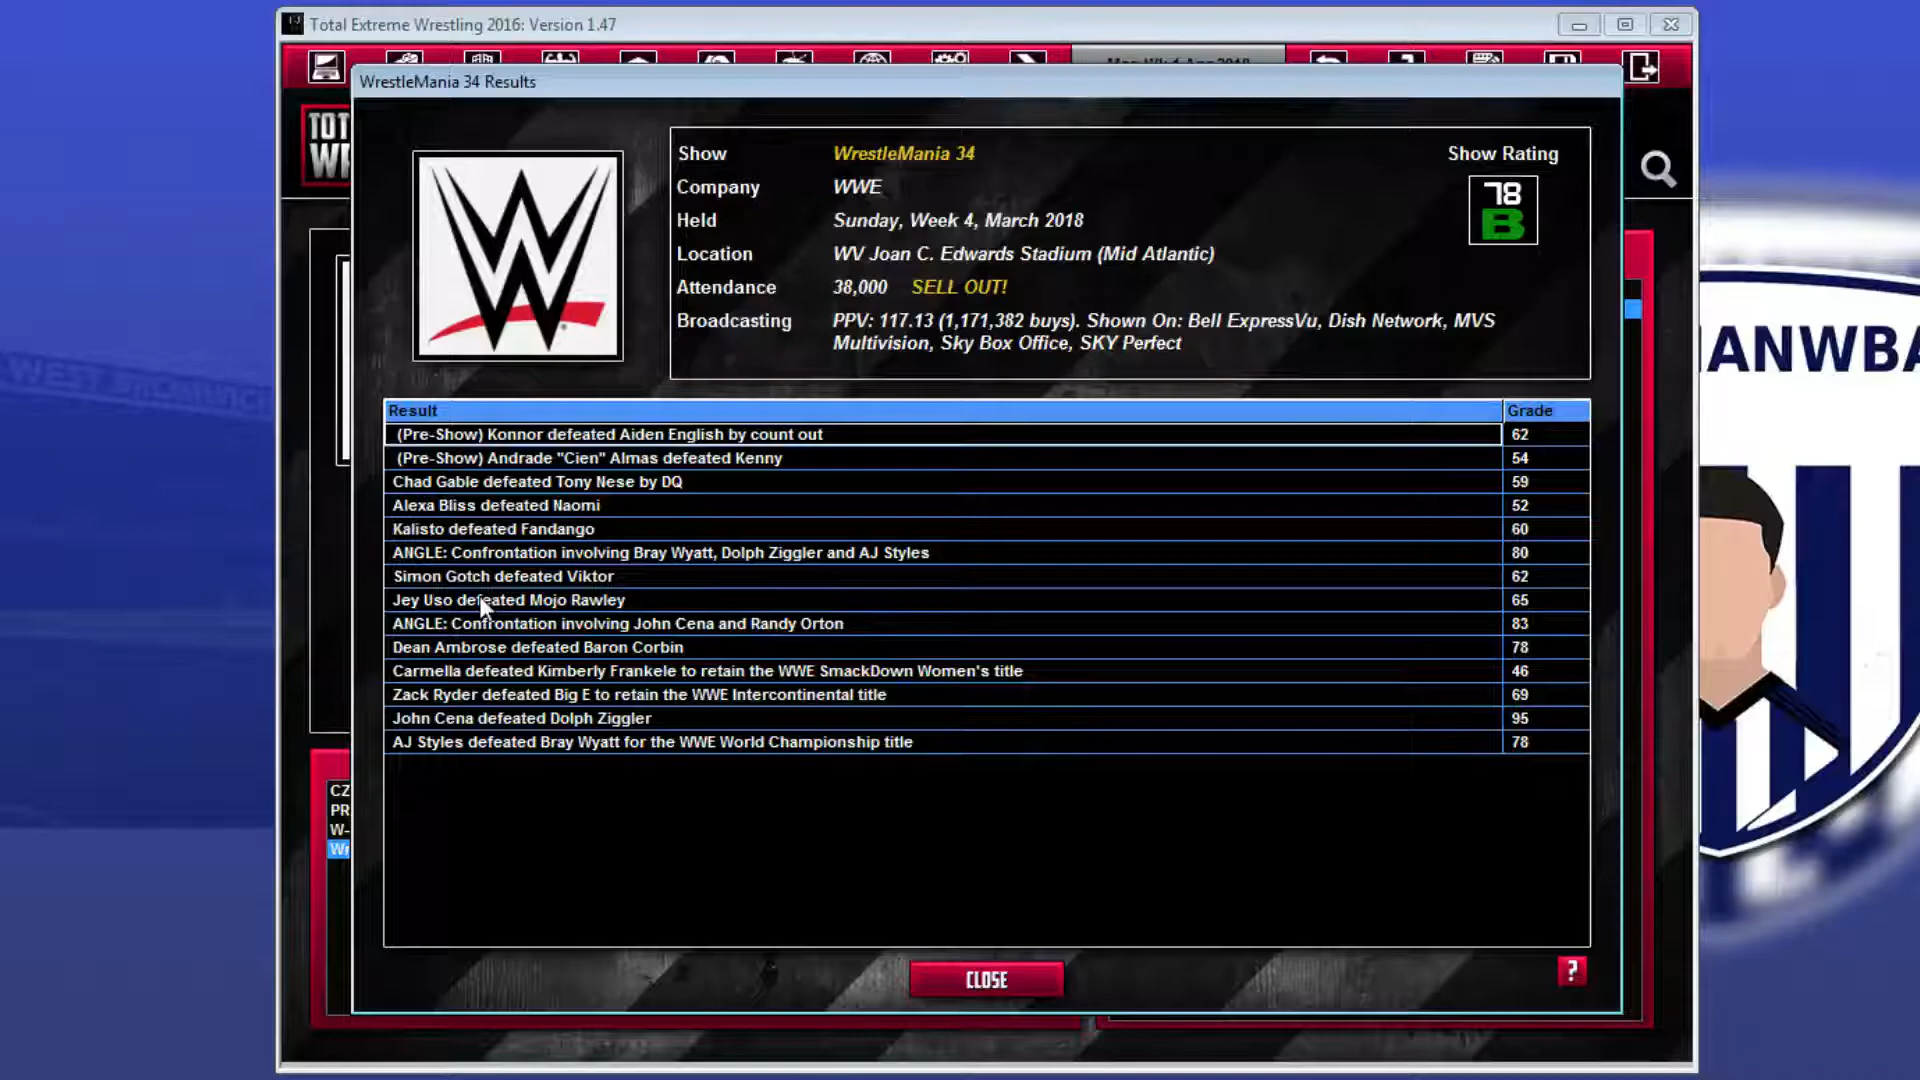 Total Extreme Wrestling 2016: Version 1.47
WrestleMania 34 Results
TOT
WR
Show WrestleMania 34 Show Rating
Company WWE 78
B
Held Sunday, Week 4, March 2018
Location WV Joan C. Edwards Stadium (Mid Atlantic)
Attendance 38,000 SELL OUT!
Broadcasting PPV: 117.13 (1,171,382 buys). Shown On: Bell ExpressVu, Dish Network, MVS
Multivision, Sky Box Office, SKY Perfect
Result Grade
(Pre-Show) Konnor defeated Aiden English by count out 62
(Pre-Show) Andrade "Cien" Almas defeated Kenny 54
Chad Gable defeated Tony Nese by DQ 59
Alexa Bliss defeated Naomi 52
Kalisto defeated Fandango 60
ANGLE: Confrontation involving Bray Wyatt, Dolph Ziggler and AJ Styles 80
Simon Gotch defeated Viktor 62
Jey Uso defeated Mojo Rawley 65
ANGLE: Confrontation involving John Cena and Randy Orton 83
Dean Ambrose defeated Baron Corbin 78
Carmella defeated Kimberly Frankele to retain the WWE SmackDown Women's title 46
Zack Ryder defeated Big E to retain the WWE Intercontinental title 69
John Cena defeated Dolph Ziggler 95
AJ Styles defeated Bray Wyatt for the WWE World Championship title 78
CZ
PR
W-
Wr
CLOSE
?
IANWBA